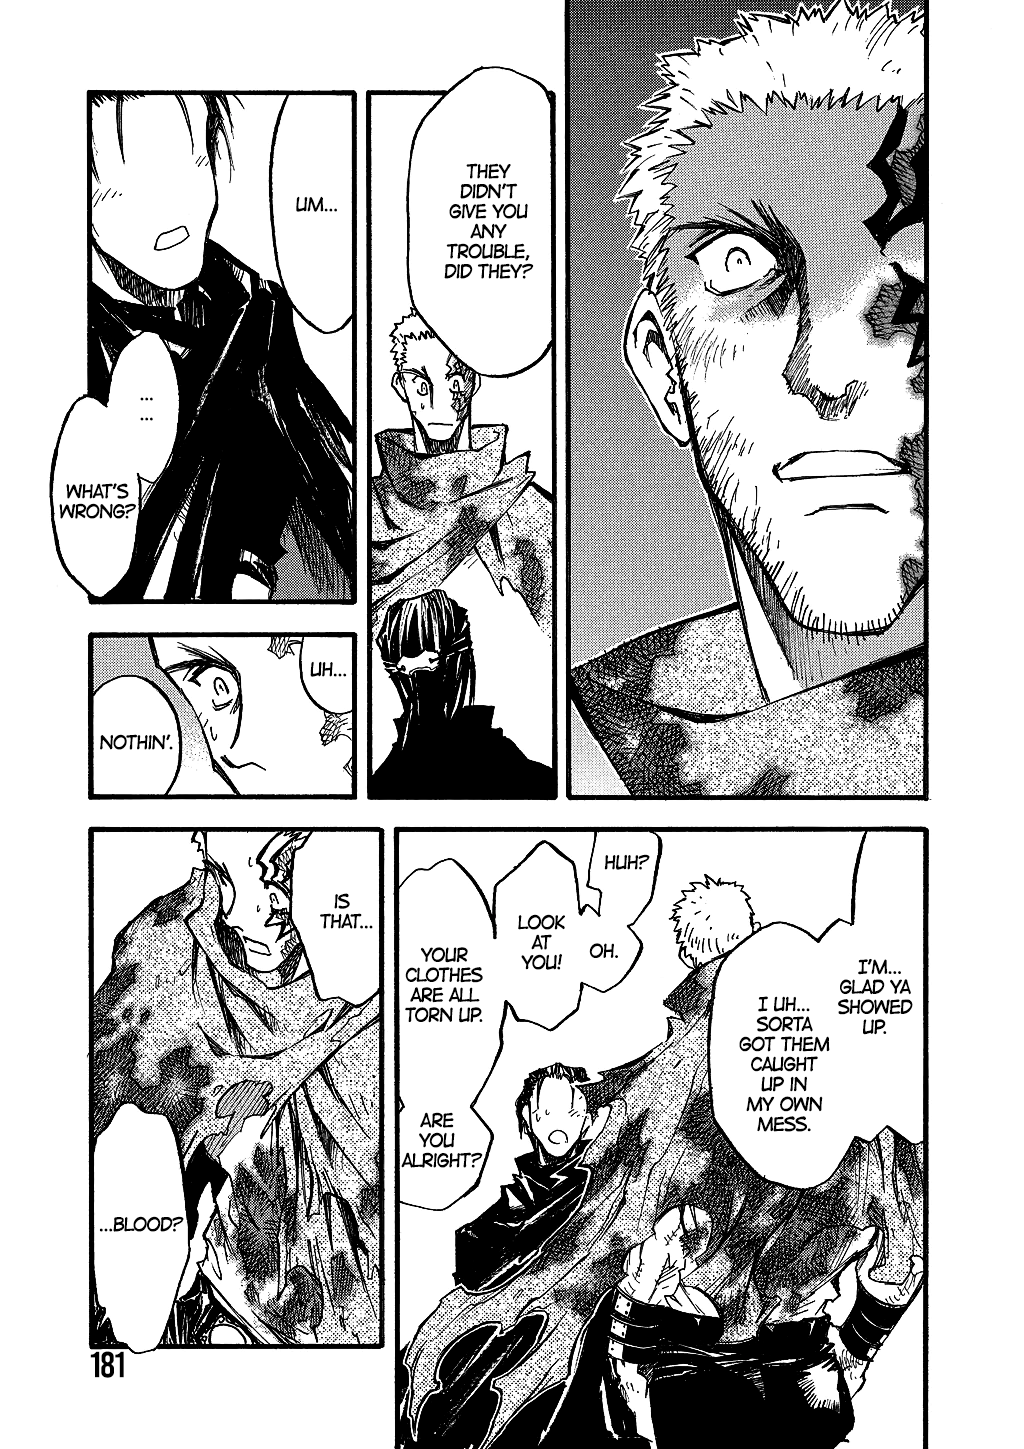 THEY
DIDN'T
GIVE YOU
ANY
TROUBLE,
DID THEY?
UM...
...
...
WHAT'S
WRONG?
UH...
NOTHIN'.
I'M...
GLAD YA
SHOWED
UP.
I UH...
SORTA
GOT THEM
CAUGHT
UP IN
MY OWN
MESS.
HUH?
OH.
LOOK
AT
YOU!
YOUR
CLOTHES
ARE ALL
TORN UP.
ARE
YOU
ALRIGHT?
IS
THAT...
...BLOOD?
181